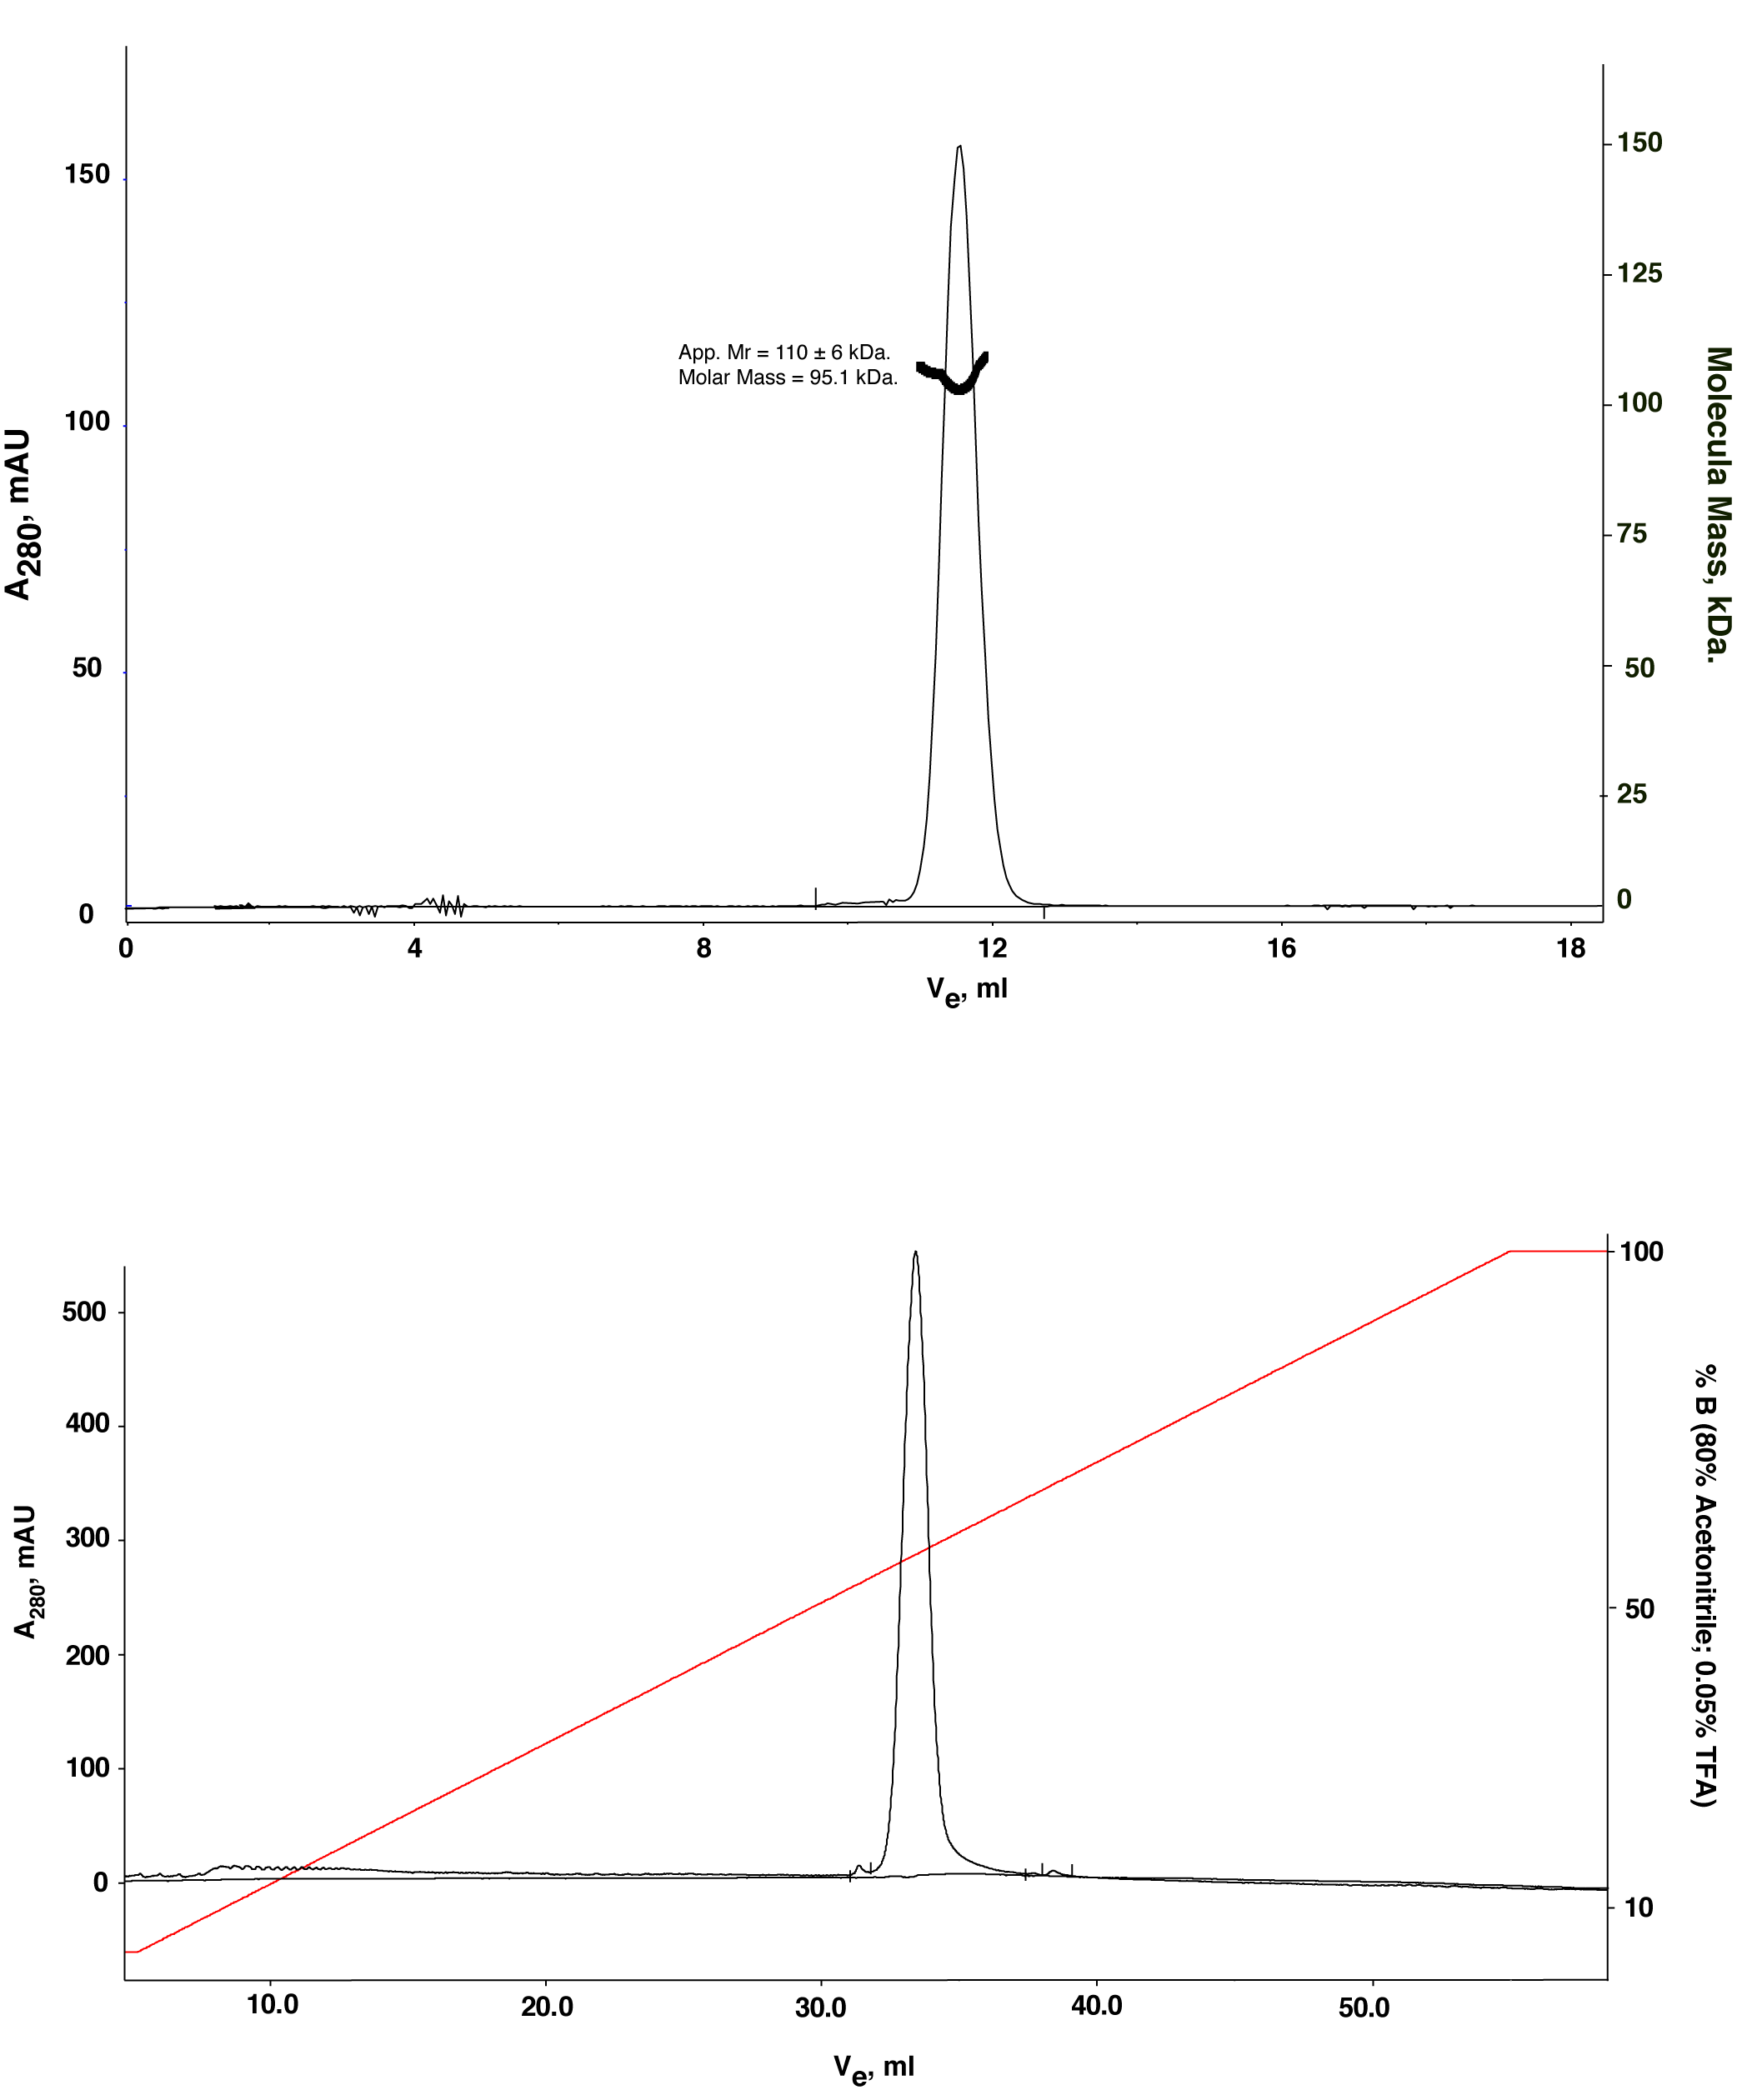 150
100
50
0
A280, mAU
App. Mr = 110 ± 6 kDa.
Molar Mass = 95.1 kDa.
150
125
100
75
50
25
0
Molecula Mass, kDa.
0 4 8 12 16 18
Ve, ml
500
400
300
200
100
0
A280, mAU
100
50
10
% B (80% Acetonitrile; 0.05% TFA)
10.0 20.0 30.0 40.0 50.0
Ve, ml